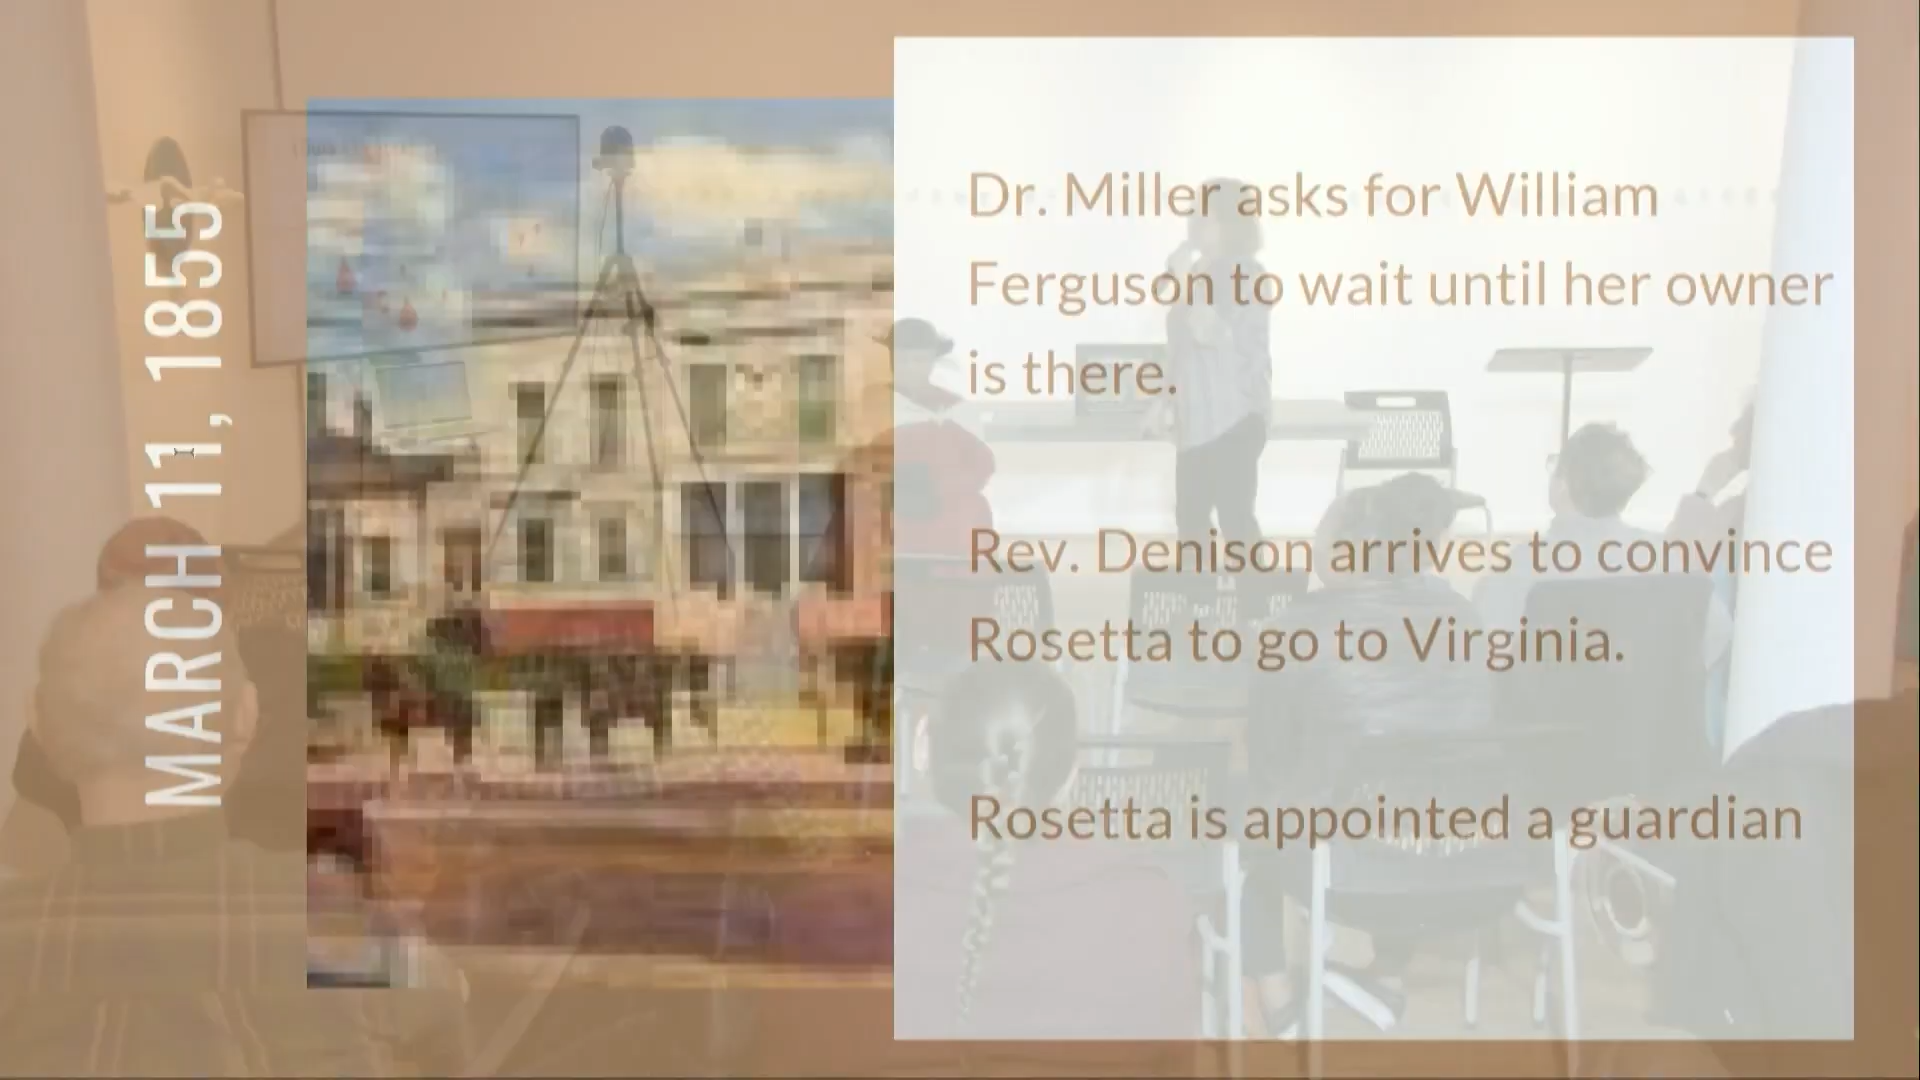 MARCH 11, 1855
Dr. Miller asks for William
Ferguson to wait until her owner
is there.
Rev. Denison arrives to convince
Rosetta to go to Virginia.
Rosetta is appointed a guardian